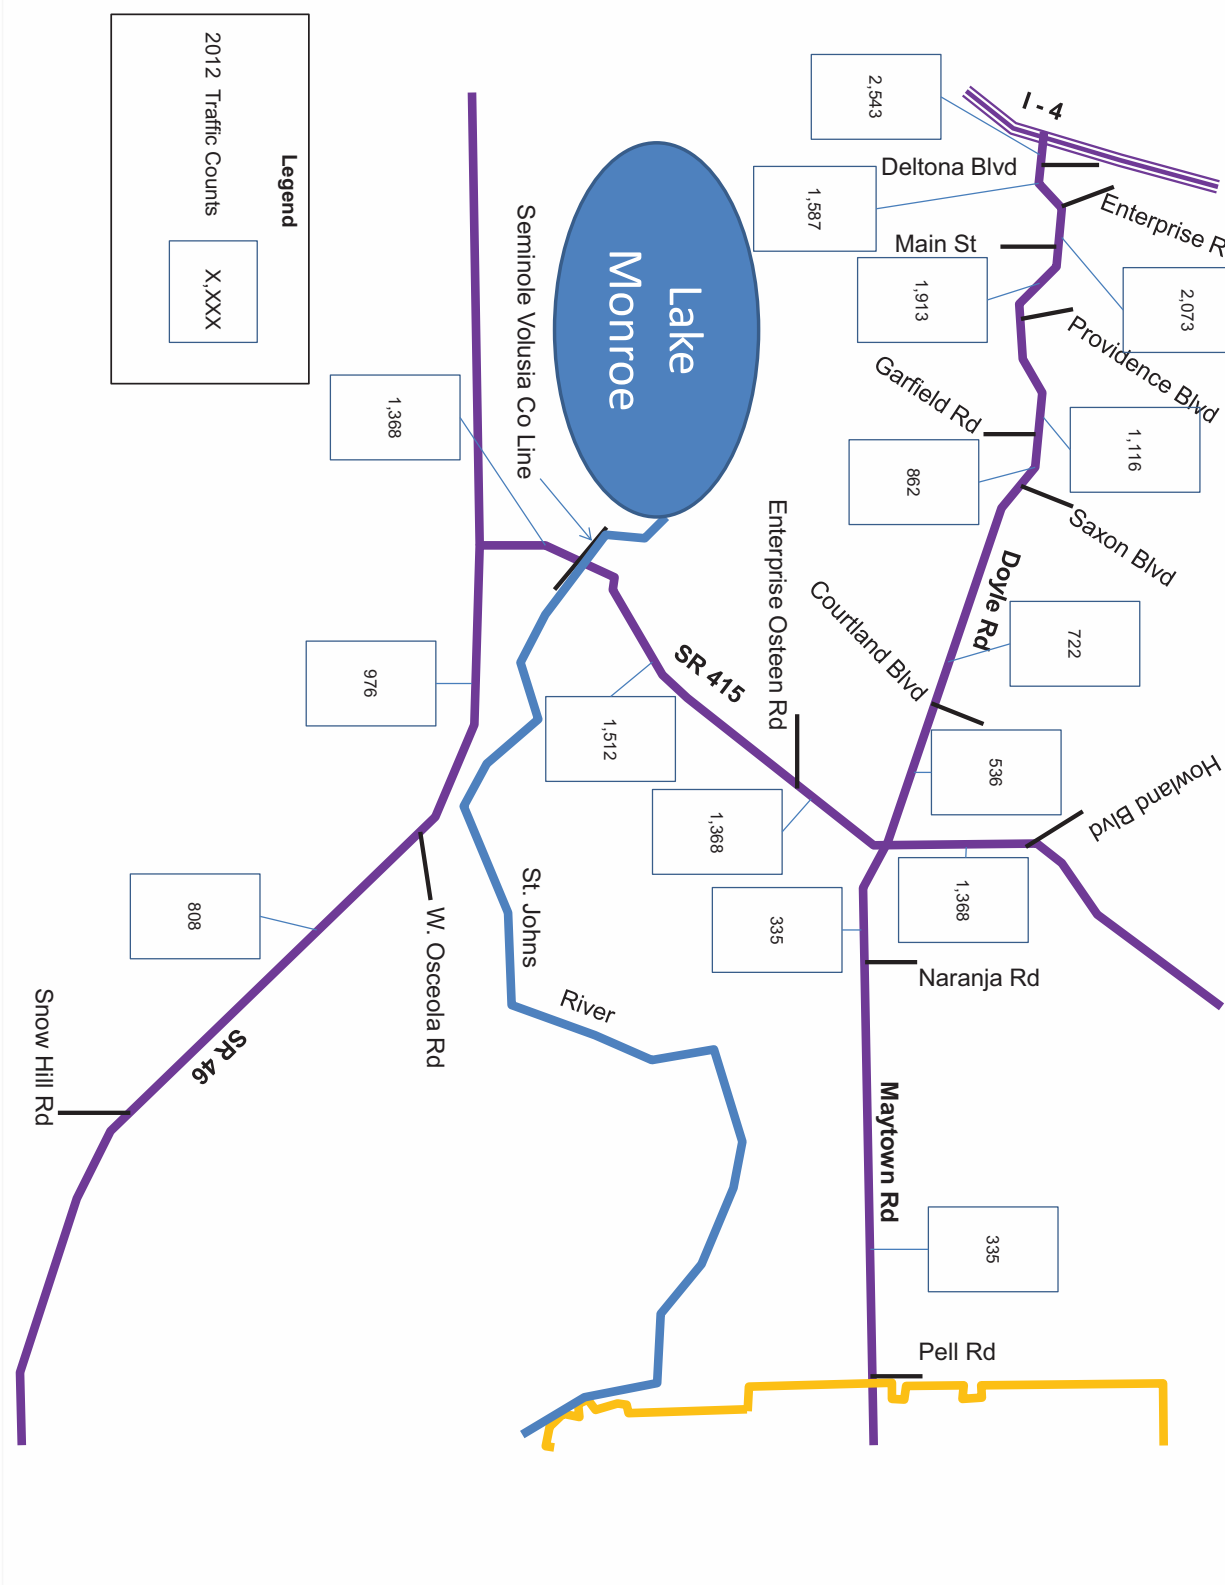 I - 4
2,543
Deltona Blvd
1,587
Enterprise R
Main St
2,073
1,913
Providence Blvd
Garfield Rd
1,116
862
Saxon Blvd
Doyle Rd
722
Courtland Blvd
536
Howland Blvd
1,368
335
Naranja Rd
Maytown Rd
335
Pell Rd
Lake
Monroe
Seminole Volusia Co Line
1,368
SR 415
Enterprise Osteen Rd
1,512
1,368
976
St. Johns
River
W. Osceola Rd
808
SR 46
Snow Hill Rd
Legend
2012 Traffic Counts
X,XXX